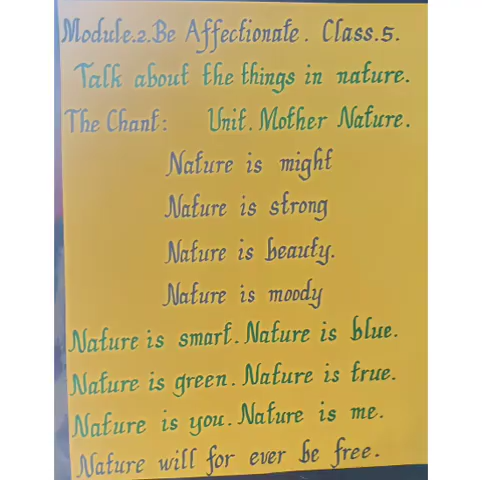 Module.2.Be Affectionate. Class.5.
Talk about the things in nature.
The Chant: Unit. Mother Nature.
Nature is might
Nature is strong
Nature is beauty.
Nature is moody
Nature is smart. Nature is blue.
Nature is green. Nature is true.
Nature is you. Nature is me.
Nature will for ever be free.